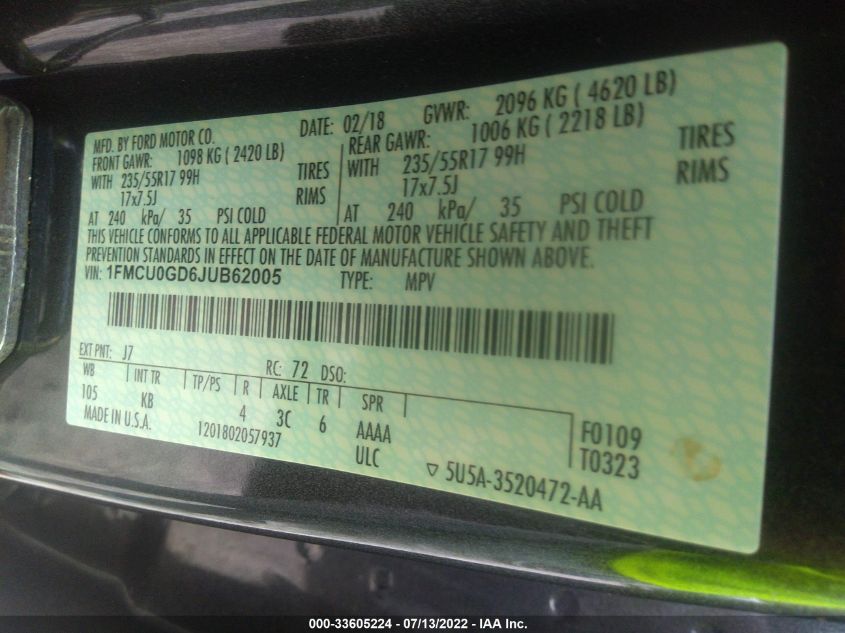 MFD. BY FORD MOTOR CO.
DATE: 02/18 GVWR: 2096 KG ( 4620 LB)
FRONT GAWR: 1098 KG ( 2420 LB)
WITH 235/55R17 99H TIRES
17x7.5J RIMS
AT 240 kPa/ 35 PSI COLD
REAR GAWR: 1006 KG ( 2218 LB)
WITH 235/55R17 99H TIRES
17x7.5J RIMS
AT 240 kPa/ 35 PSI COLD
THIS VEHICLE CONFORMS TO ALL APPLICABLE FEDERAL MOTOR VEHICLE SAFETY AND THEFT
PREVENTION STANDARDS IN EFFECT ON THE DATE OF MANUFACTURE SHOWN ABOVE.
VIN: 1FMCU0GD6JUB62005 TYPE: MPV
EXT PNT: J7 RC: 72 DSO:
WB INT TR TP/PS R AXLE TR SPR
105 KB 4 3C 6 AAAA F0109
MADE IN U.S.A. 1201802057937 ULC T0323
5U5A-3520472-AA
000-33605224 - 07/13/2022 - IAA Inc.